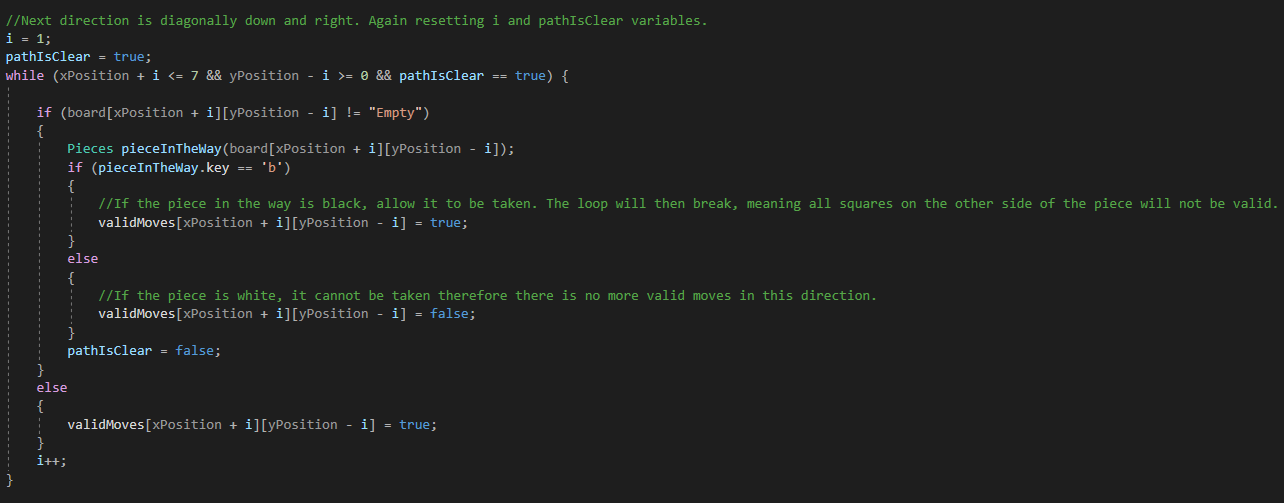 //Next direction is diagonally down and right. Again resetting i and pathIsClear variables.
i = 1;
pathIsClear = true;
while (xPosition + i <= 7 && yPosition - i >= 0 && pathIsClear == true) {
if (board[xPosition + i][yPosition - i] != "Empty")
{
Pieces pieceInTheWay(board[xPosition + i][yPosition - i]);
if (pieceInTheWay.key == 'b')
{
//If the piece in the way is black, allow it to be taken. The loop will then break, meaning all squares on the other side of the piece will not be valid.
validMoves[xPosition + i][yPosition - i] = true;
}
else
{
//If the piece is white, it cannot be taken therefore there is no more valid moves in this direction.
validMoves[xPosition + i][yPosition - i] = false;
}
pathIsClear = false;
}
else
{
validMoves[xPosition + i][yPosition - i] = true;
}
i++;
}